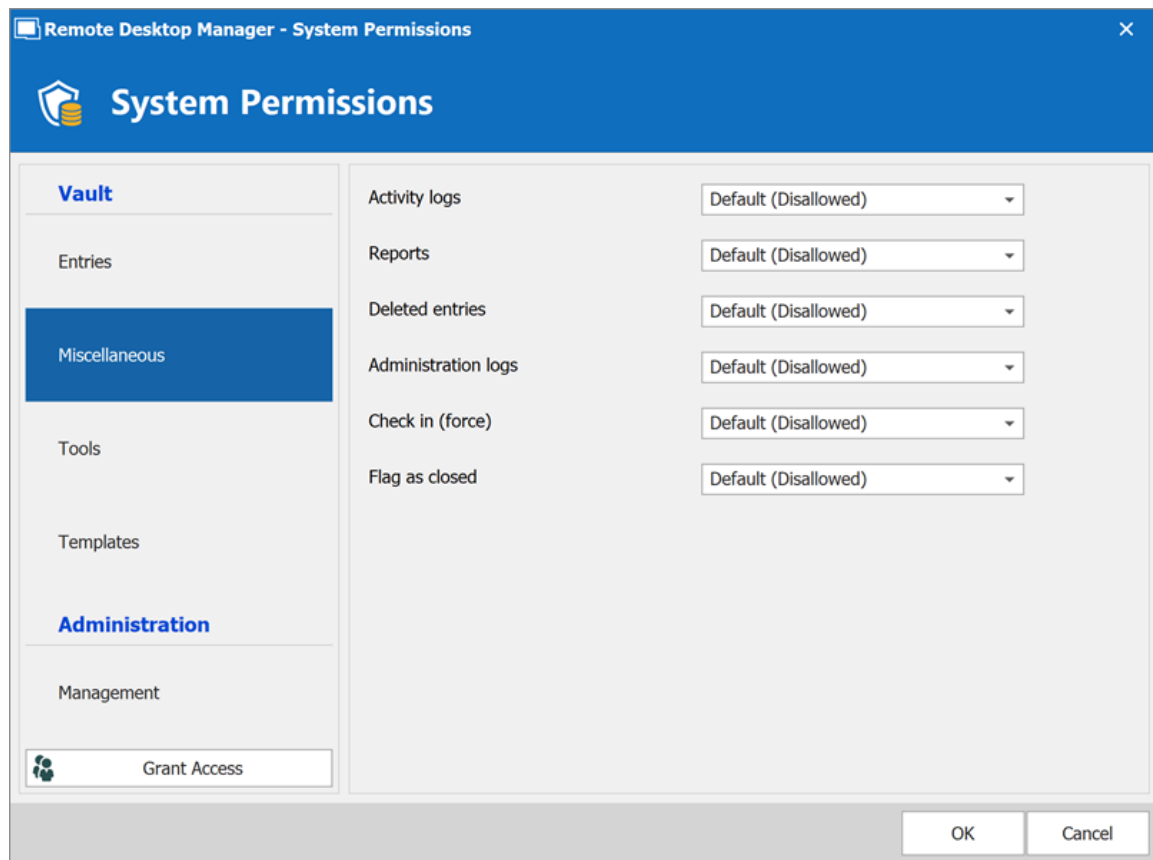 Remote Desktop Manager - System Permissions
System Permissions
Vault
Entries
Miscellaneous
Tools
Templates
Administration
Management
Grant Access
Activity logs Default (Disallowed)
Reports Default (Disallowed)
Deleted entries Default (Disallowed)
Administration logs Default (Disallowed)
Check in (force) Default (Disallowed)
Flag as closed Default (Disallowed)
OK Cancel